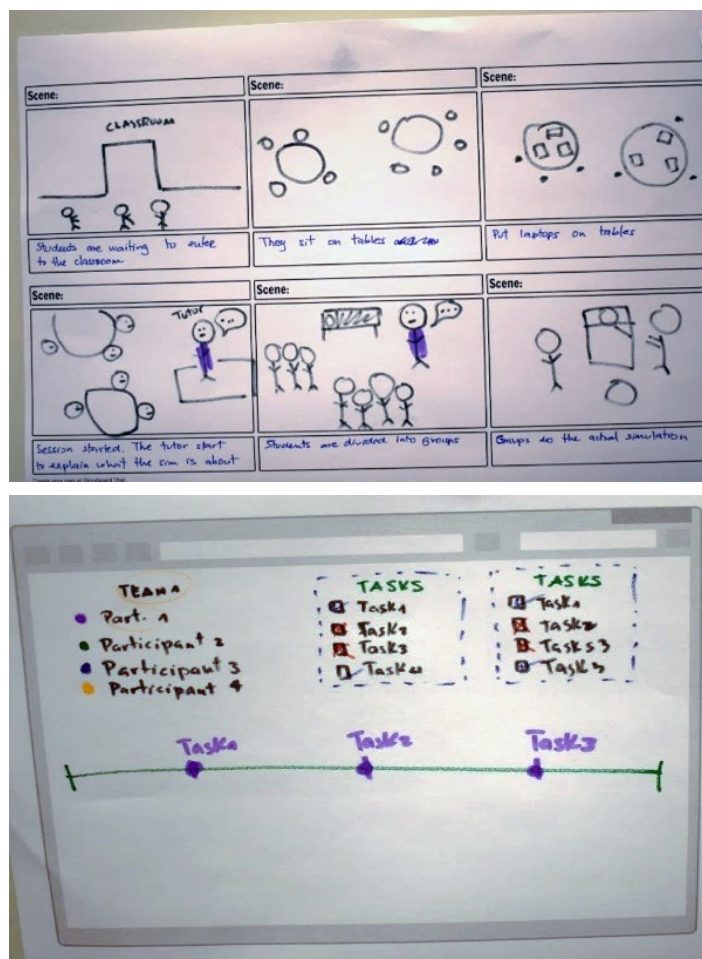 Scene:
Scene:
Scene:
CLASSROOM
Students are waiting to enter
to the classroom
They sit on tables
Put laptops on tables
Scene:
Scene:
Scene:
Tutor
Session started. The tutor start
to explain what the sim is about
Students are divided into Groups
Groups do the actual simulation
TEAM A
Part. 1
Participant 2
Participant 3
Participant 4
TASKS
Task1
Task2
Task3
Task4
TASKS
Task1
Task2
Tasks3
Task3
Task1
Task2
Task3